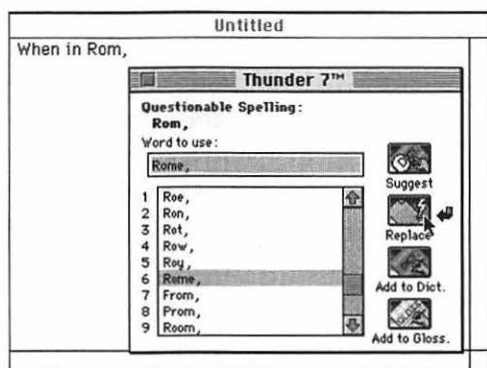 Untitled
When in Rom,
Thunder 7™
Questionable Spelling:
Rom,
Word to use:
Rome,
Suggest
1 Roe,
2 Ron,
3 Rot,
4 Row,
5 Roy,
6 Rome,
7 From,
8 Prom,
9 Room,
Replace
Add to Dict.
Add to Gloss.